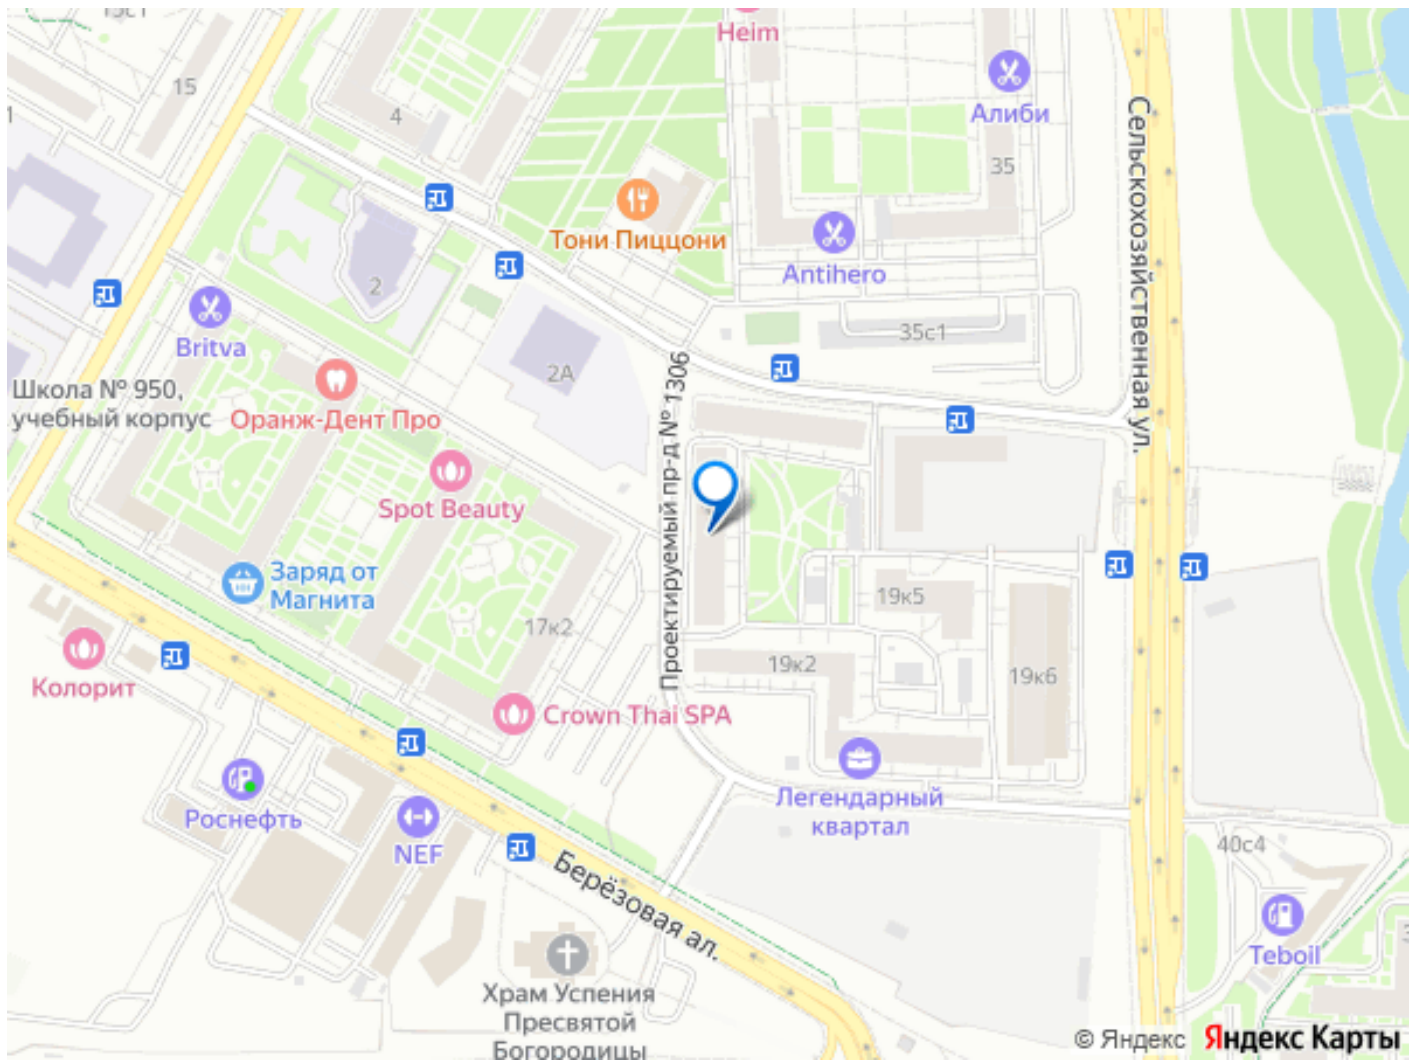 15с1
Heim
15
4
1
Алиби
35
Тони Пиццони
Antihero
2
Britva
35с1
2А
Школа № 950,
учебный корпус
Оранж-Дент Про
Проектируемый пр-д № 1306
Сельскохозяйственная ул.
Spot Beauty
Заряд от
Магнита
17к2
19к5
19к2
19к6
Колорит
Crown Thai SPA
Роснефть
NEF
Легендарный
квартал
40с4
Берёзовая ал.
Teboil
Храм Успения
Пресвятой
Богородицы
© Яндекс Яндекс Карты